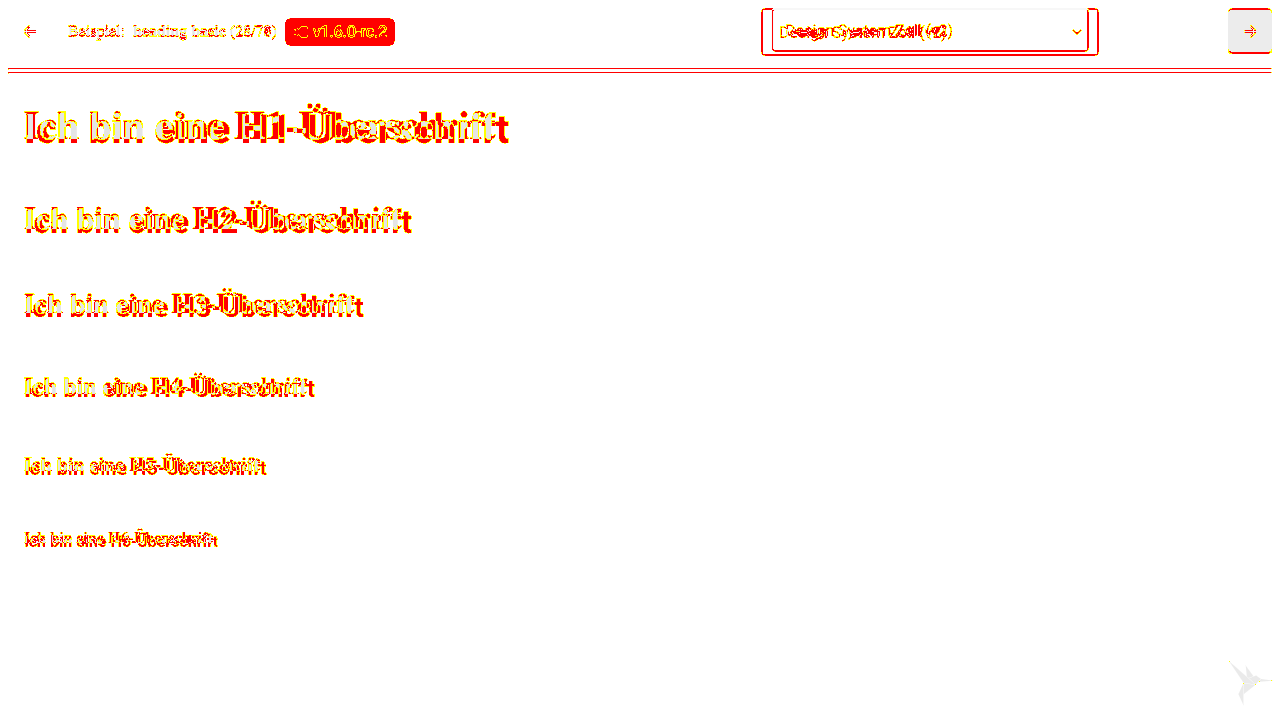 Beispiel: heading basic (26/76) v1.6.0-rc.2
Design System Zoll (v2)
Ich bin eine H1-Überschrift
Ich bin eine H2-Überschrift
Ich bin eine H3-Überschrift
Ich bin eine H4-Überschrift
Ich bin eine H5-Überschrift
Ich bin eine H6-Überschrift